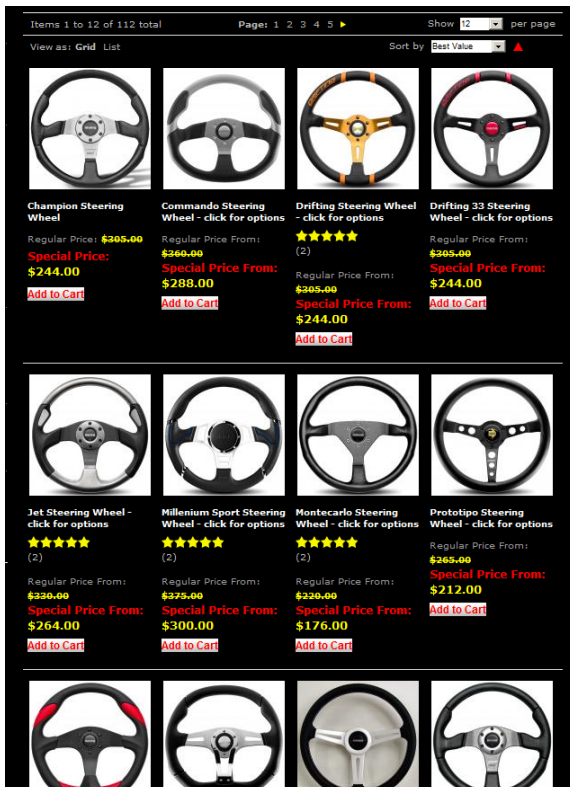 Items 1 to 12 of 112 total Page: 1 2 3 4 5 Show 12 per page
View as: Grid List Sort by Best Value
Champion Steering Wheel
Regular Price: $305.00
Special Price:
$244.00
Add to Cart
Commando Steering
Wheel - click for options
Regular Price From:
$360.00
Special Price From:
$288.00
Add to Cart
Drifting Steering Wheel
- click for options
(2)
Regular Price From:
$305.00
Special Price From:
$244.00
Add to Cart
Drifting 33 Steering
Wheel - click for options
Regular Price From:
$305.00
Special Price From:
$244.00
Add to Cart
Jet Steering Wheel -
click for options
(2)
Regular Price From:
$330.00
Special Price From:
$264.00
Add to Cart
Millenium Sport Steering
Wheel - click for options
(2)
Regular Price From:
$375.00
Special Price From:
$300.00
Add to Cart
Montecarlo Steering
Wheel - click for options
(2)
Regular Price From:
$220.00
Special Price From:
$176.00
Add to Cart
Prototipo Steering
Wheel - click for options
Regular Price From:
$265.00
Special Price From:
$212.00
Add to Cart